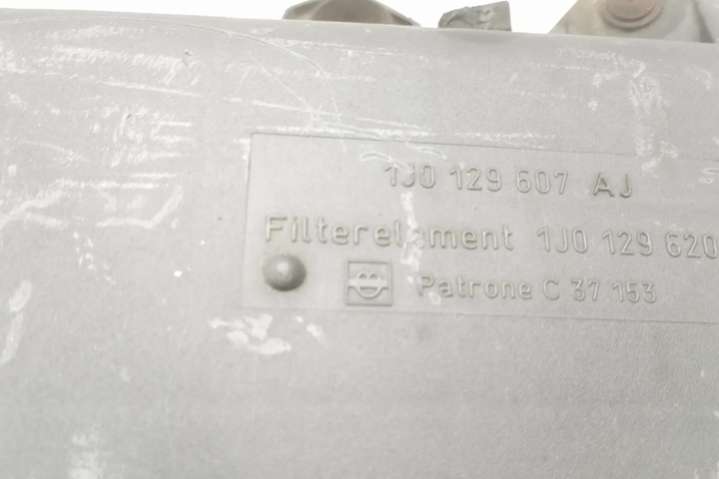 1J0 129 607 AJ
Filterelement 1J0 129 620
Patrone C 37 153